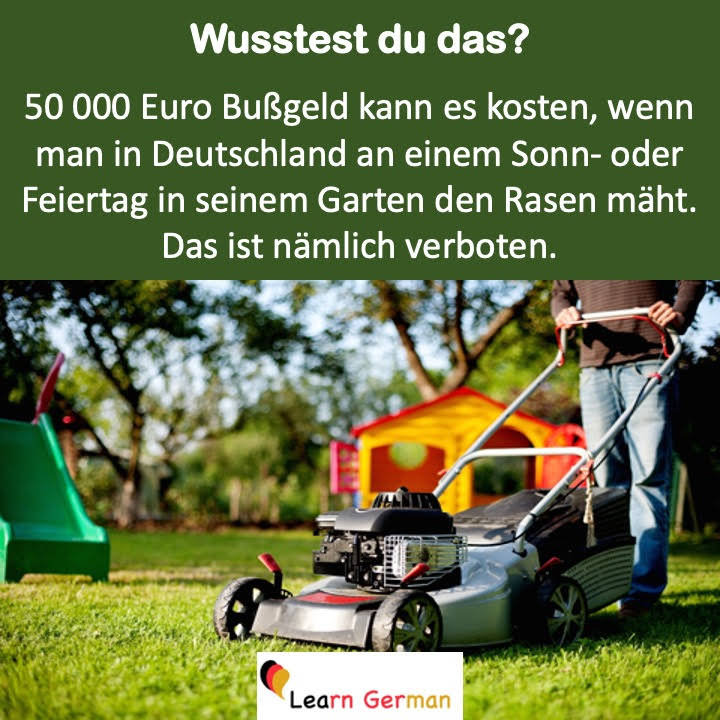 Wusstest du das?
50 000 Euro Bußgeld kann es kosten, wenn
man in Deutschland an einem Sonn- oder
Feiertag in seinem Garten den Rasen mäht.
Das ist nämlich verboten.
Learn German